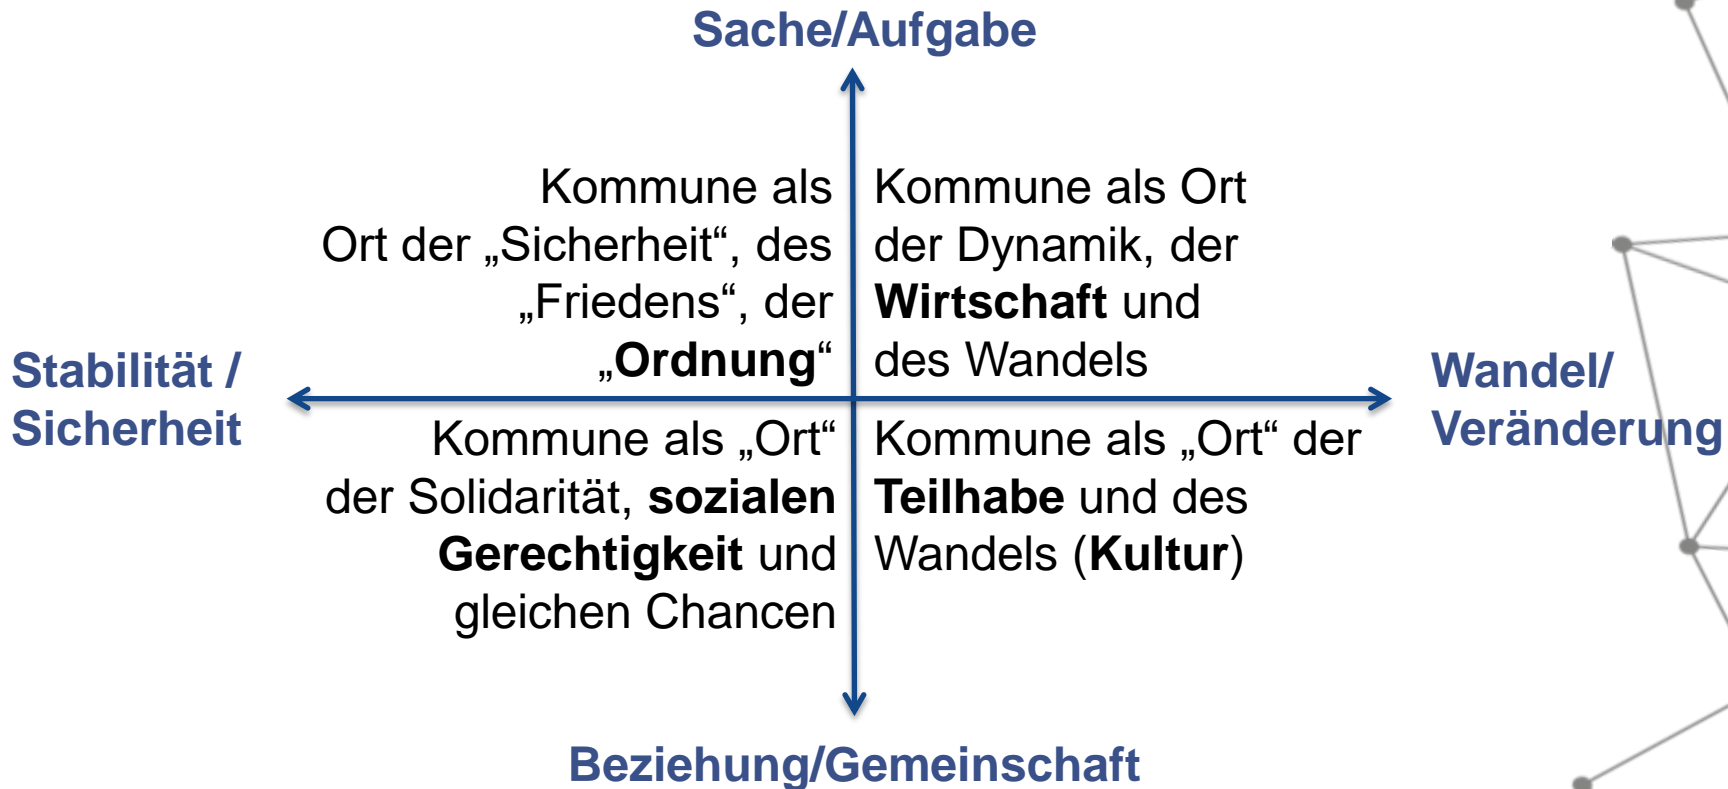 Sache/Aufgabe
Kommune als
Ort der „Sicherheit“, des
„Friedens“, der
„Ordnung“
Kommune als Ort
der Dynamik, der
Wirtschaft und
des Wandels
Stabilität /
Sicherheit
Wandel/
Veränderung
Kommune als „Ort“
der Solidarität, sozialen
Gerechtigkeit und
gleichen Chancen
Kommune als „Ort“ der
Teilhabe und des
Wandels (Kultur)
Beziehung/Gemeinschaft